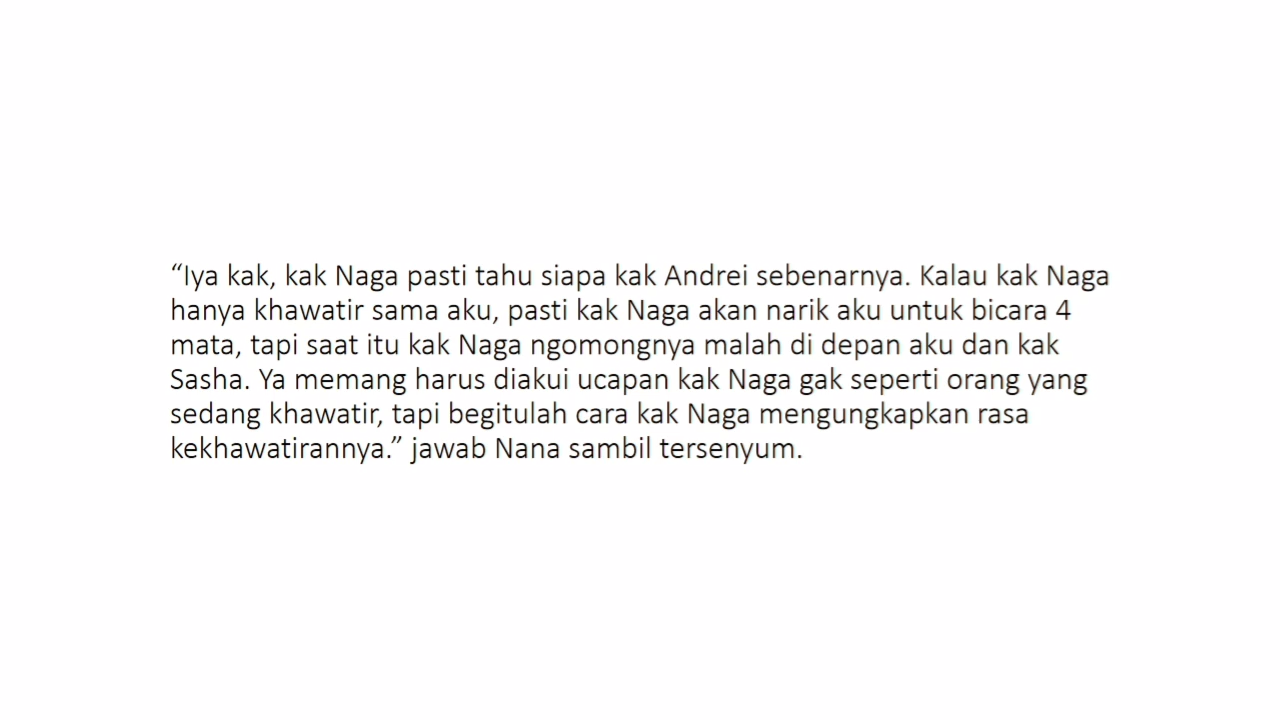 “Iya kak, kak Naga pasti tahu siapa kak Andrei sebenarnya. Kalau kak Naga
hanya khawatir sama aku, pasti kak Naga akan narik aku untuk bicara 4
mata, tapi saat itu kak Naga ngomongnya malah di depan aku dan kak
Sasha. Ya memang harus diakui ucapan kak Naga gak seperti orang yang
sedang khawatir, tapi begitulah cara kak Naga mengungkapkan rasa
kekhawatirannya.” jawab Nana sambil tersenyum.